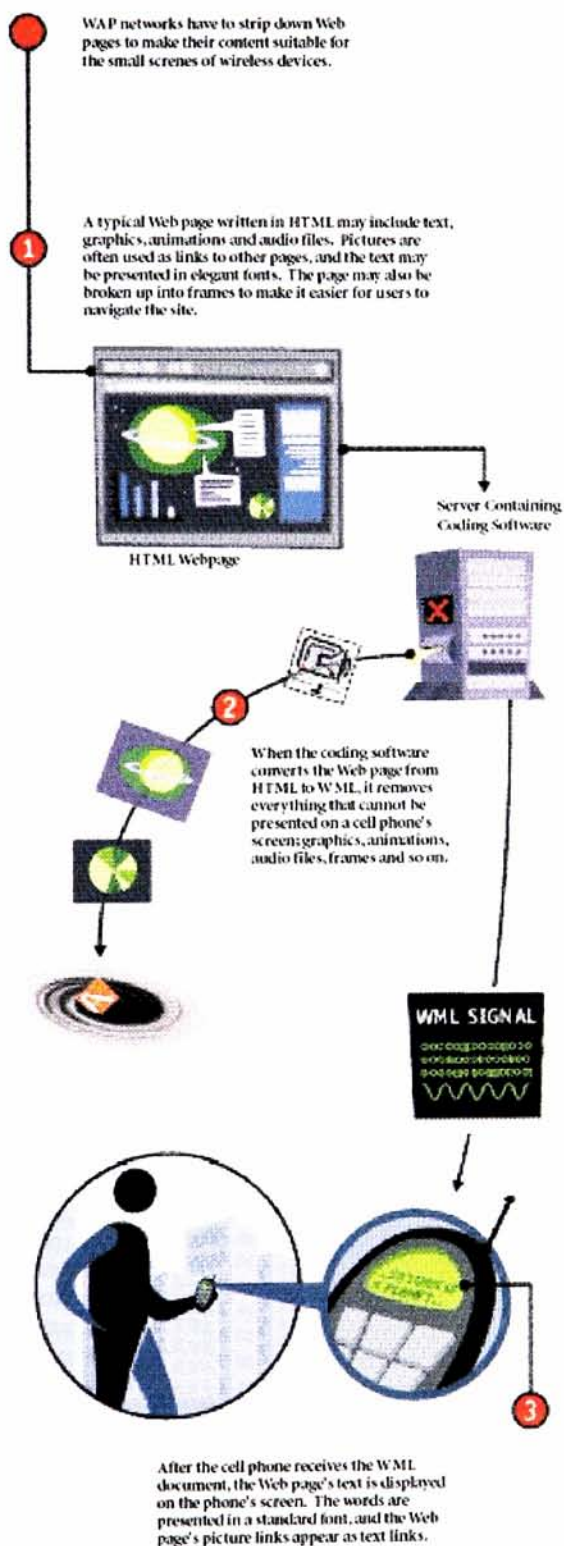 WAP networks have to strip down Web
pages to make their content suitable for
the small screnes of wireless devices.
1
A typical Web page written in HTML may include text,
graphics, animations and audio files. Pictures are
often used as links to other pages, and the text may
be presented in elegant fonts. The page may also be
broken up into frames to make it easier for users to
navigate the site.
HTML Webpage
Server Containing
Coding Software
2
When the coding software
converts the Web page from
HTML to WML, it removes
everything that cannot be
presented on a cell phone's
screen; graphics, animations,
audio files, frames and so on.
WML SIGNAL
3
After the cell phone receives the WML
document, the Web page's text is displayed
on the phone's screen. The words are
presented in a standard font, and the Web
page's picture links appear as text links.